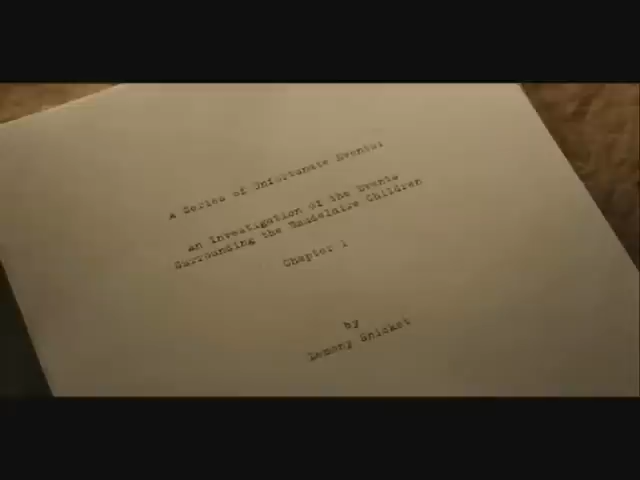 A Series of Unfortunate Events:
an Investigation of the Events
Surrounding the Baudelaire Children
Chapter 1
by
Lemony Snicket